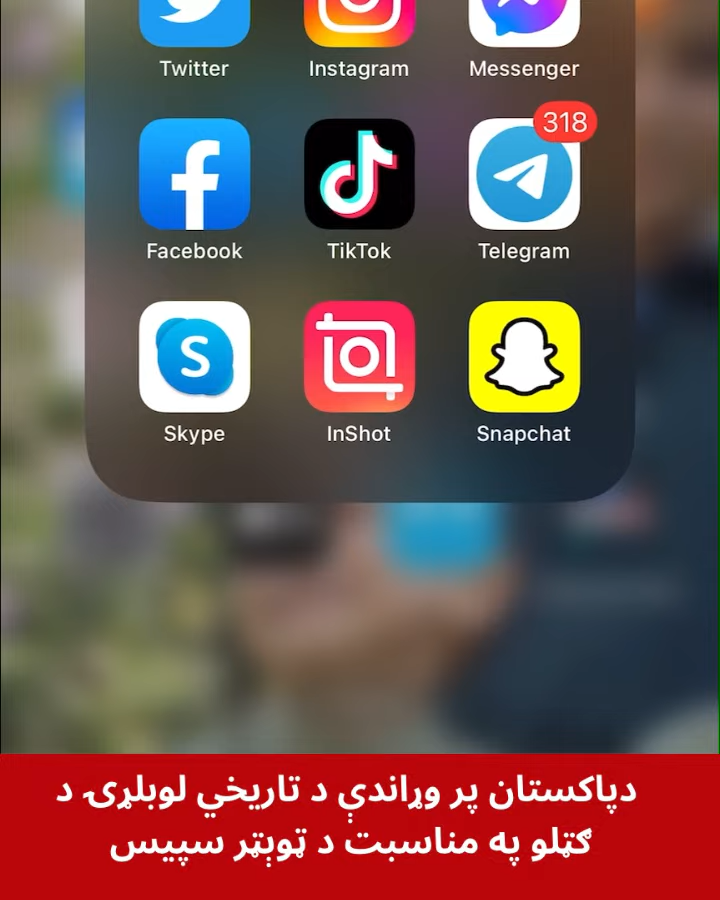 Twitter Instagram Messenger
318
Facebook TikTok Telegram
S
Skype InShot Snapchat
دپاکستان پر وړاندې د تاریخي لوبلړۍ د
ګټلو په مناسبت د ټوېټر سپیس